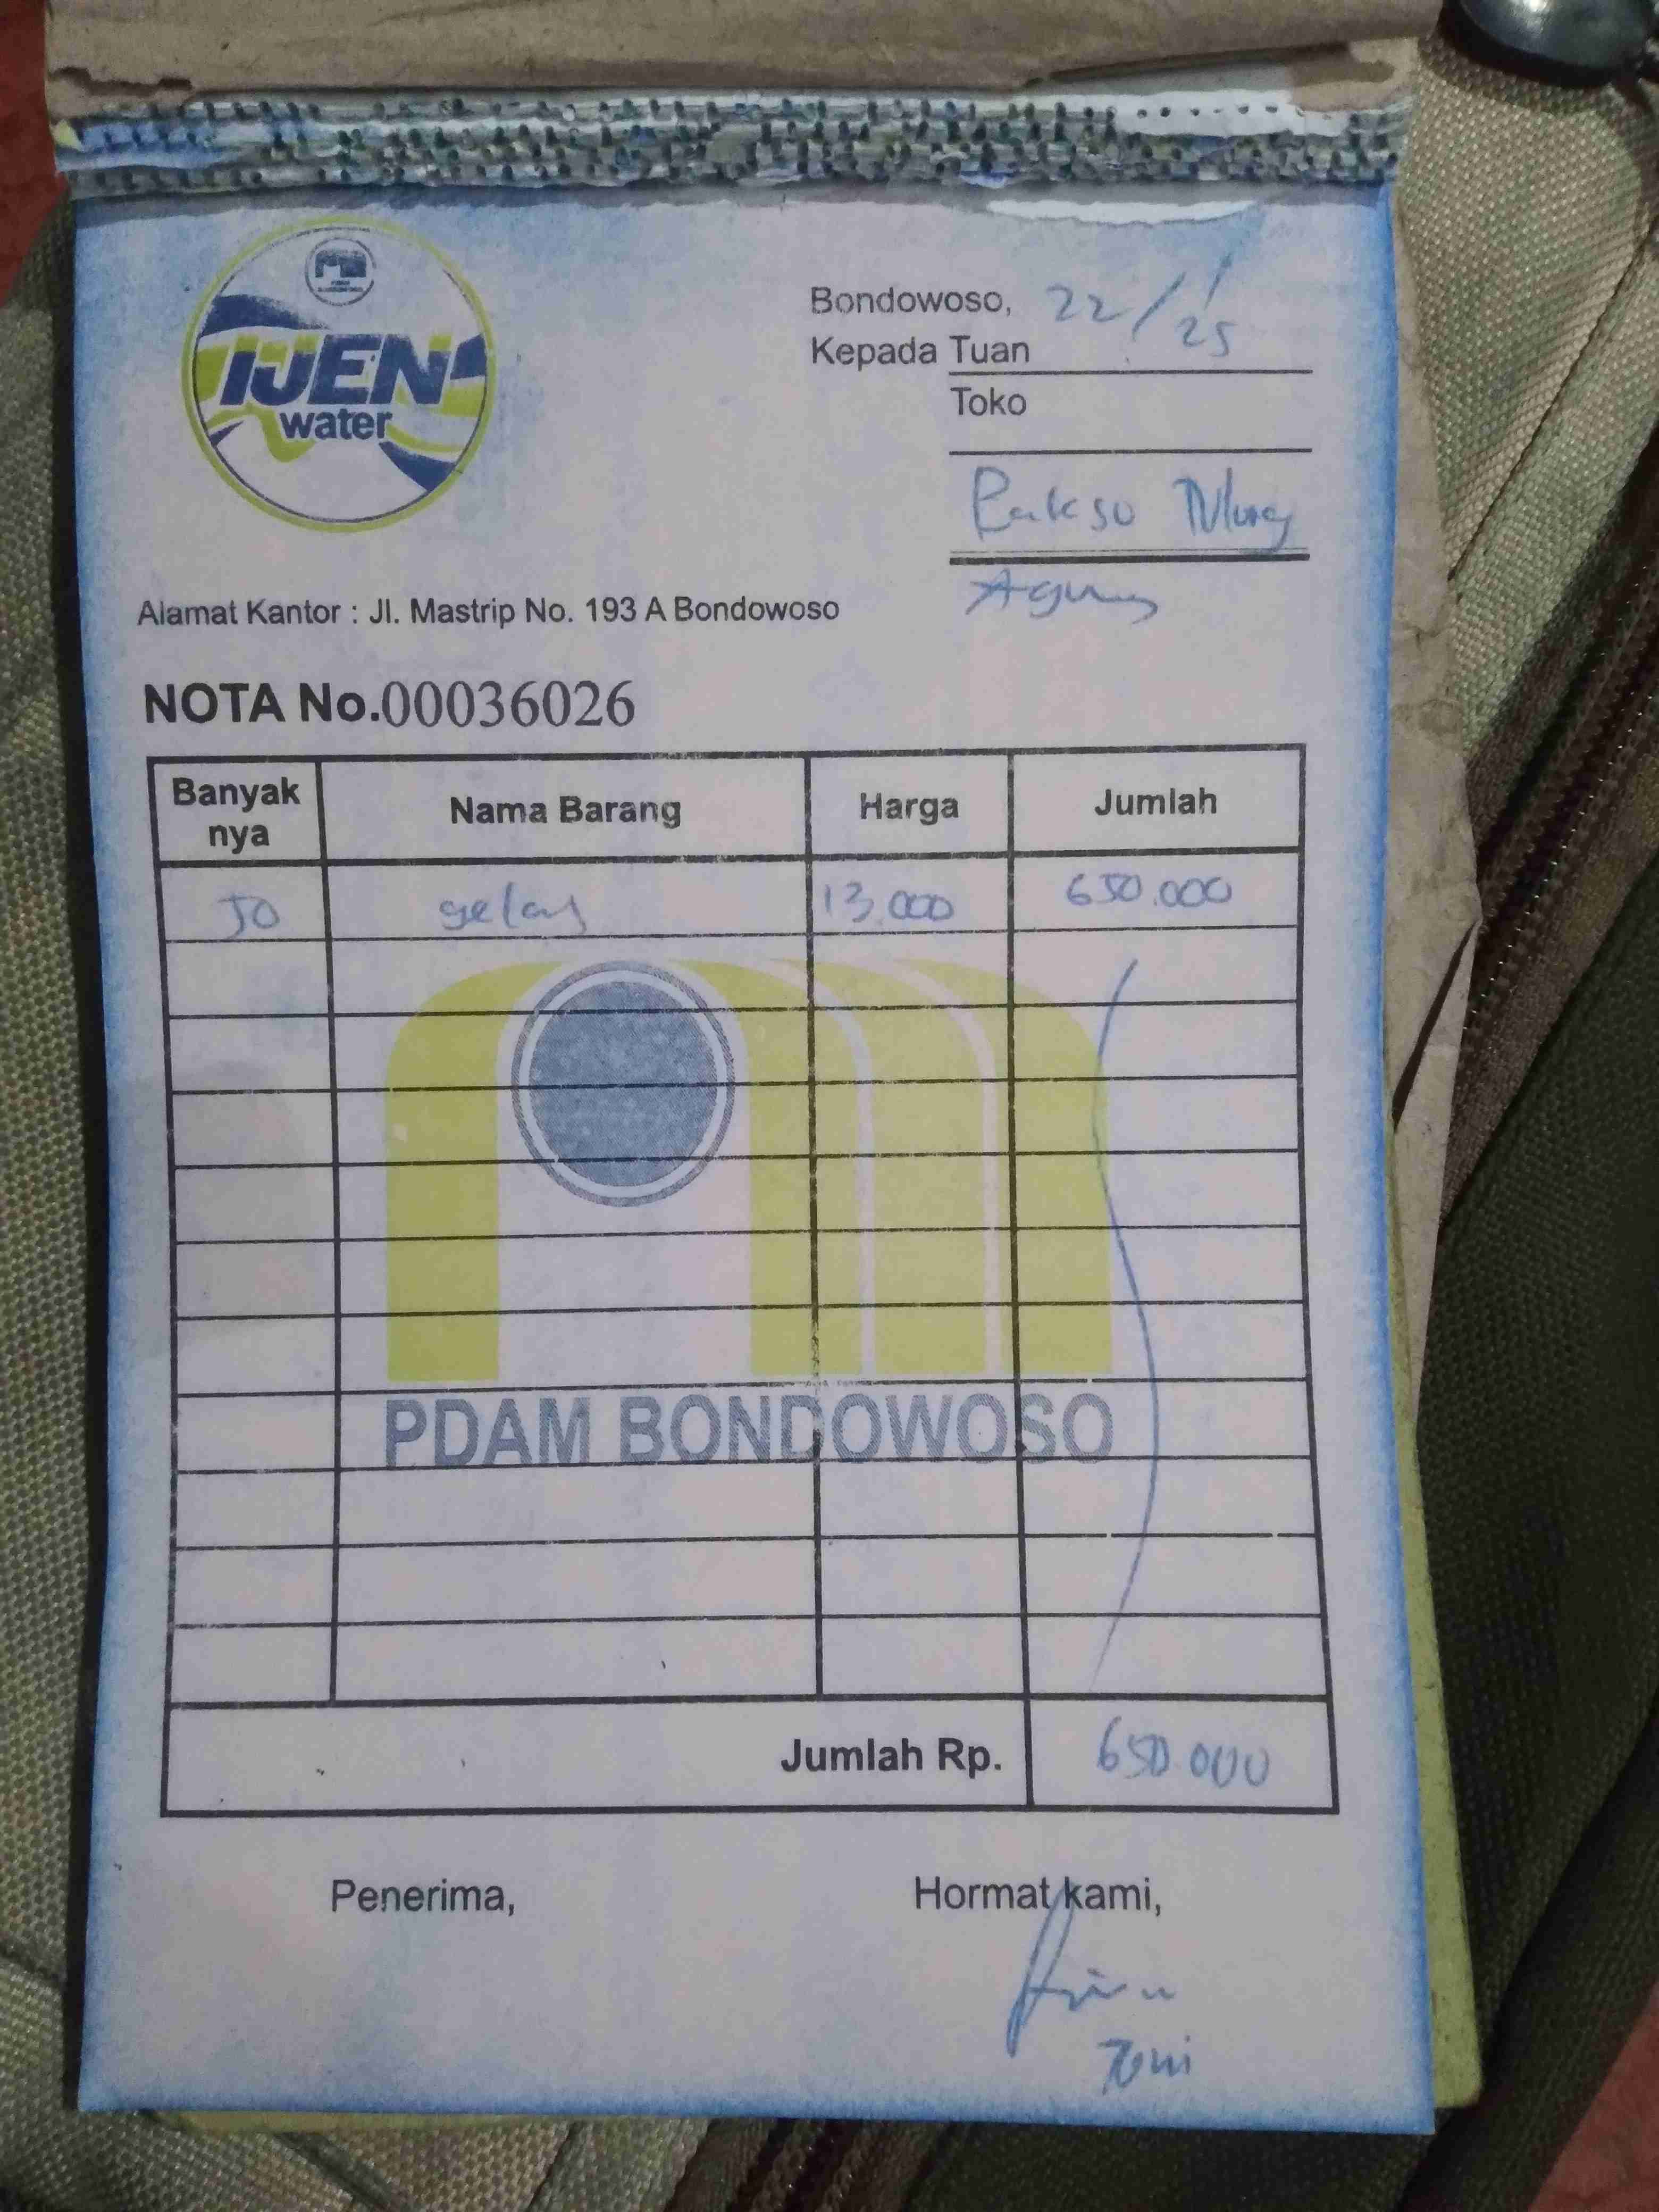 IJEN
water
Bondowoso, 22/1/25
Kepada Tuan
Toko
Bakso Tulung
Agung
Alamat Kantor : Jl. Mastrip No. 193 A Bondowoso
NOTA No.00036026
Banyak nya Nama Barang Harga Jumlah
50 gelas 13.000 650.000
PDAM BONDOWOSO
Jumlah Rp. 650.000
Penerima, Hormat kami,
Toni